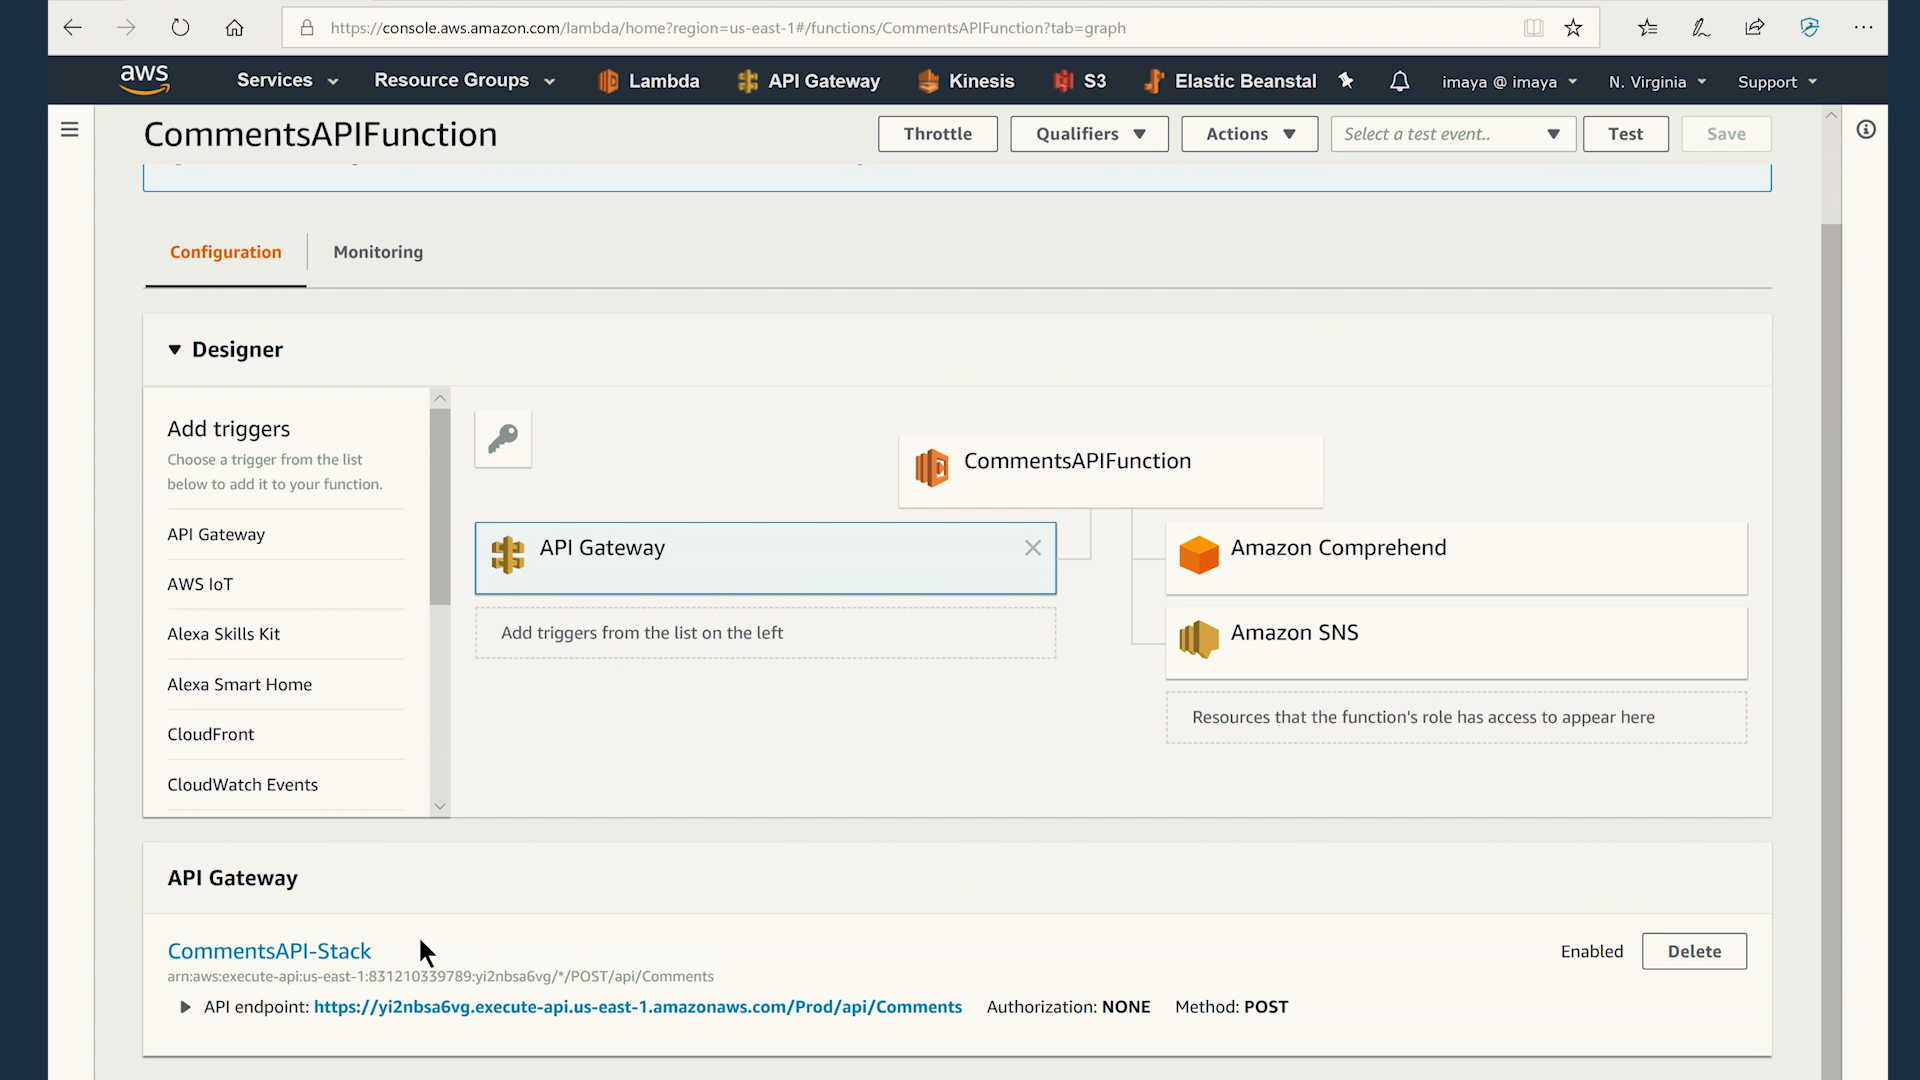 https://console.aws.amazon.com/lambda/home?region=us-east-1#/functions/CommentsAPIFunction?tab=graph
aws Services Resource Groups Lambda API Gateway Kinesis S3 Elastic Beanstal imaya @ imaya N. Virginia Support
CommentsAPIFunction Throttle Qualifiers Actions Select a test event.. Test Save
Configuration Monitoring
Designer
Add triggers
Choose a trigger from the list
below to add it to your function.
API Gateway
AWS IoT
Alexa Skills Kit
Alexa Smart Home
CloudFront
CloudWatch Events
CommentsAPIFunction
API Gateway
Add triggers from the list on the left
Amazon Comprehend
Amazon SNS
Resources that the function's role has access to appear here
API Gateway
CommentsAPI-Stack Enabled Delete
arn:aws:execute-api:us-east-1:831210339789:yi2nbsa6vg/*/POST/api/Comments
API endpoint: https://yi2nbsa6vg.execute-api.us-east-1.amazonaws.com/Prod/api/Comments Authorization: NONE Method: POST